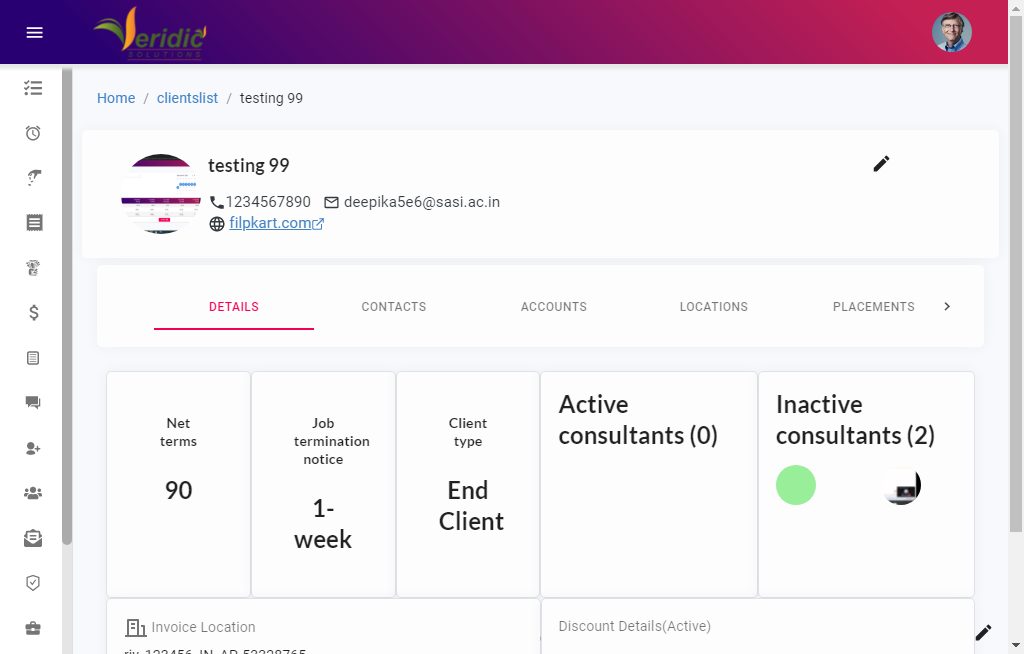 Veridic
SOLUTIONS
Home / clientslist / testing 99
testing 99
1234567890 deepika5e6@sasi.ac.in
filpkart.com
DETAILS CONTACTS ACCOUNTS LOCATIONS PLACEMENTS
Net
terms
90
Job
termination
notice
1-
week
Client
type
End
Client
Active
consultants (0)
Inactive
consultants (2)
Invoice Location
Discount Details(Active)